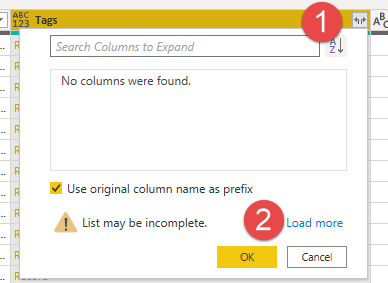 ABC
123
Tags
1
AB
C
Search Columns to Expand
A
Z
No columns were found.
Use original column name as prefix
List may be incomplete.
2
Load more
OK
Cancel